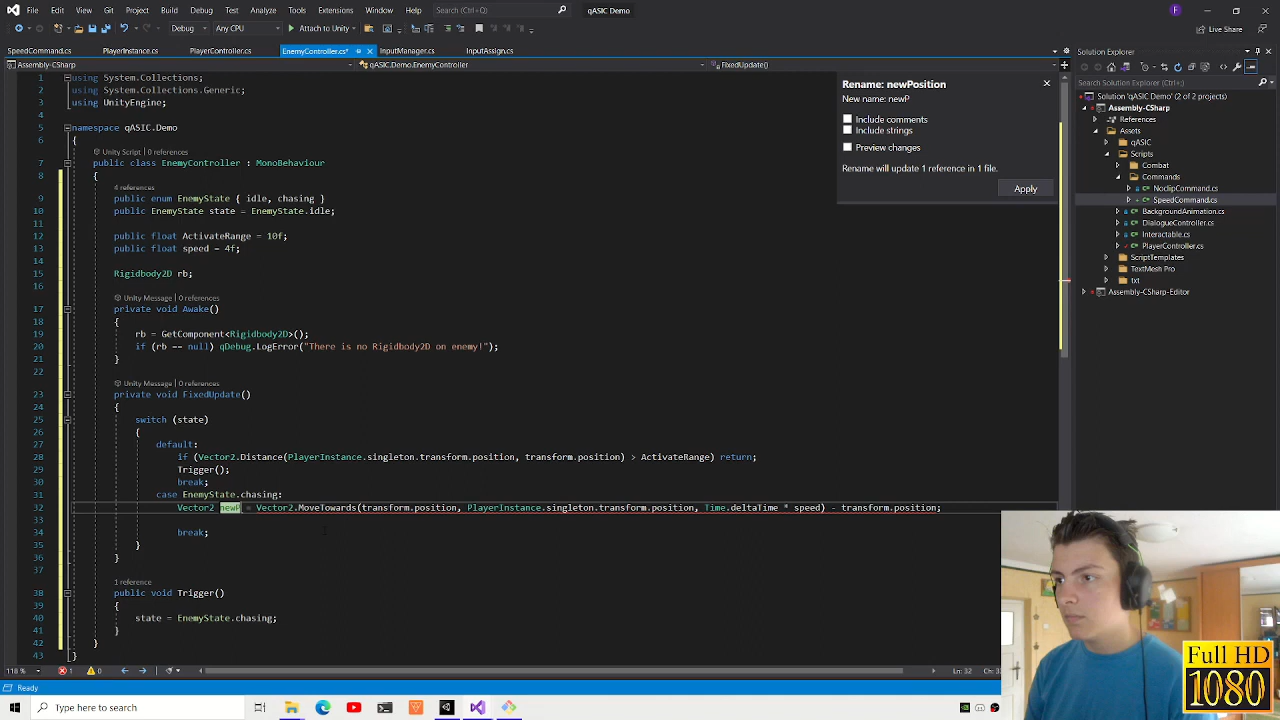 File Edit View Git Project Build Debug Test Analyze Tools Extensions Window Help Search (Ctrl+Q) qASIC Demo F
Debug Any CPU Attach to Unity Live Share
SpeedCommand.cs PlayerInstance.cs PlayerController.cs EnemyController.cs* InputManager.cs InputAssign.cs
Assembly-CSharp qASIC.Demo.EnemyController FixedUpdate()
1 using System.Collections;
2 using System.Collections.Generic;
3 using UnityEngine;
4
5 namespace qASIC.Demo
6 {
Unity Script | 0 references
7 public class EnemyController : MonoBehaviour
8 {
4 references
9 public enum EnemyState { idle, chasing }
10 public EnemyState state = EnemyState.idle;
11
12 public float ActivateRange = 10f;
13 public float speed = 4f;
14
15 Rigidbody2D rb;
16
Unity Message | 0 references
17 private void Awake()
18 {
19 rb = GetComponent<Rigidbody2D>();
20 if (rb == null) qDebug.LogError("There is no Rigidbody2D on enemy!");
21 }
22
Unity Message | 0 references
23 private void FixedUpdate()
24 {
25 switch (state)
26 {
27 default:
28 if (Vector2.Distance(PlayerInstance.singleton.transform.position, transform.position) > ActivateRange) return;
29 Trigger();
30 break;
31 case EnemyState.chasing:
32 Vector2 newP = Vector2.MoveTowards(transform.position, PlayerInstance.singleton.transform.position, Time.deltaTime * speed) - transform.position;
33
34 break;
35 }
36 }
37
1 reference
38 public void Trigger()
39 {
40 state = EnemyState.chasing;
41 }
42 }
43 }
Rename: newPosition
New name: newP
Include comments
Include strings
Preview changes
Rename will update 1 reference in 1 file.
Apply
Solution Explorer
Search Solution Explorer (Ctrl+;)
Solution 'qASIC Demo' (2 of 2 projects)
Assembly-CSharp
References
Assets
qASIC
Scripts
Combat
Commands
NoclipCommand.cs
SpeedCommand.cs
BackgroundAnimation.cs
DialogueController.cs
Interactable.cs
PlayerController.cs
ScriptTemplates
TextMesh Pro
txt
Assembly-CSharp-Editor
118 % 1 0 Ln: 32
Ready
Type here to search
Full HD
1080